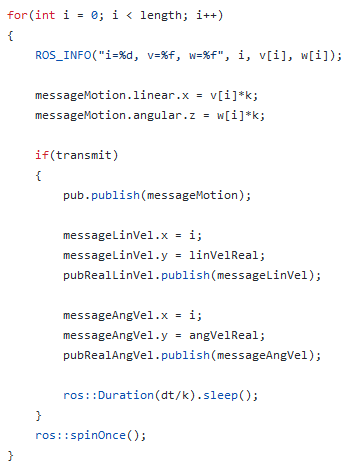 for(int i = 0; i < length; i++)
{
    ROS_INFO("i=%d, v=%f, w=%f", i, v[i], w[i]);

    messageMotion.linear.x = v[i]*k;
    messageMotion.angular.z = w[i]*k;

    if(transmit)
    {
        pub.publish(messageMotion);

        messageLinVel.x = i;
        messageLinVel.y = linVelReal;
        pubRealLinVel.publish(messageLinVel);

        messageAngVel.x = i;
        messageAngVel.y = angVelReal;
        pubRealAngVel.publish(messageAngVel);

        ros::Duration(dt/k).sleep();
    }
    ros::spinOnce();
}